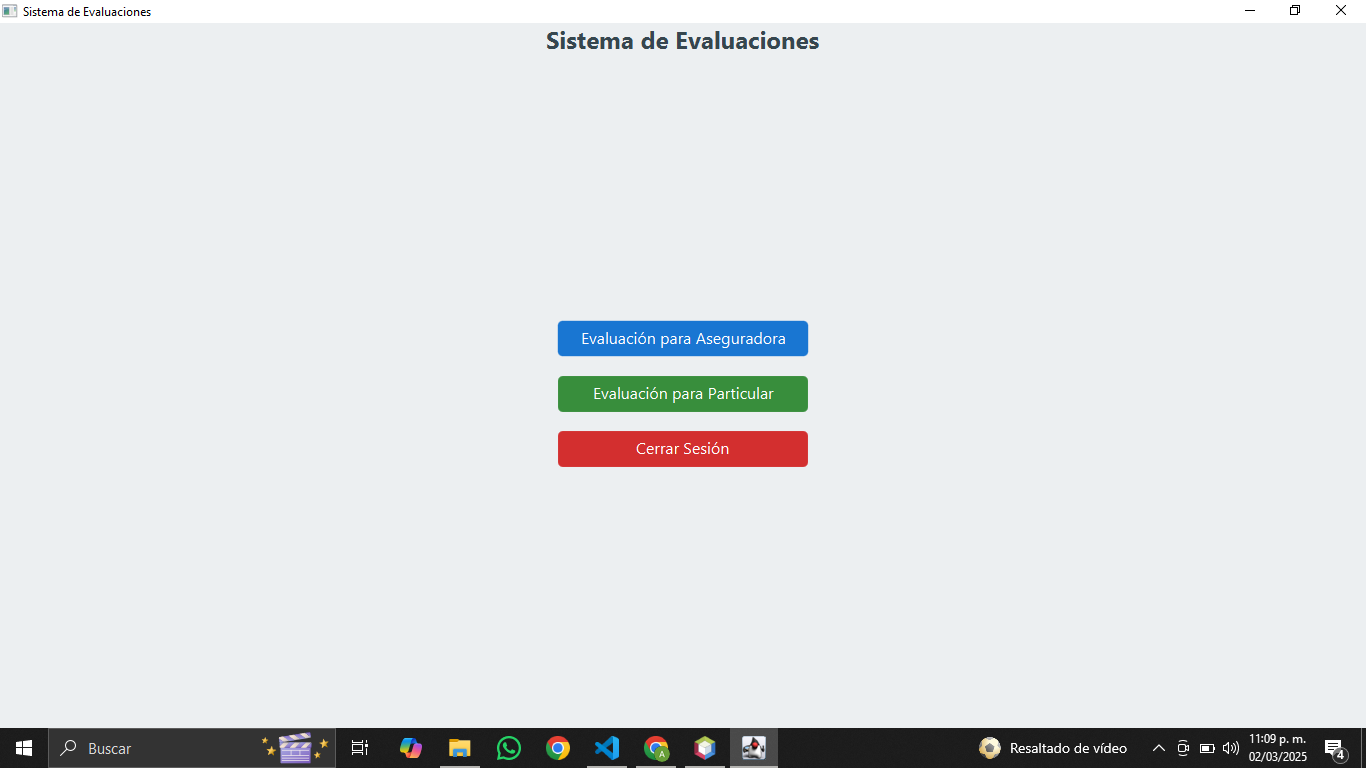 Sistema de Evaluaciones
Sistema de Evaluaciones
Evaluación para Aseguradora
Evaluación para Particular
Cerrar Sesión
Buscar
A
Resaltado de vídeo
11:09 p. m.
02/03/2025
4